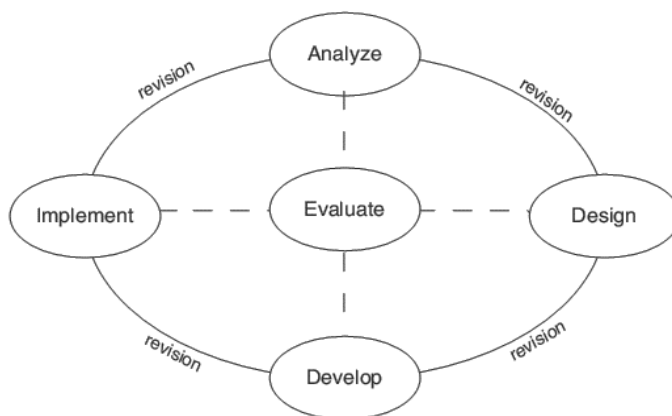 Analyze
revision
revision
Implement
Evaluate
Design
revision
revision
Develop